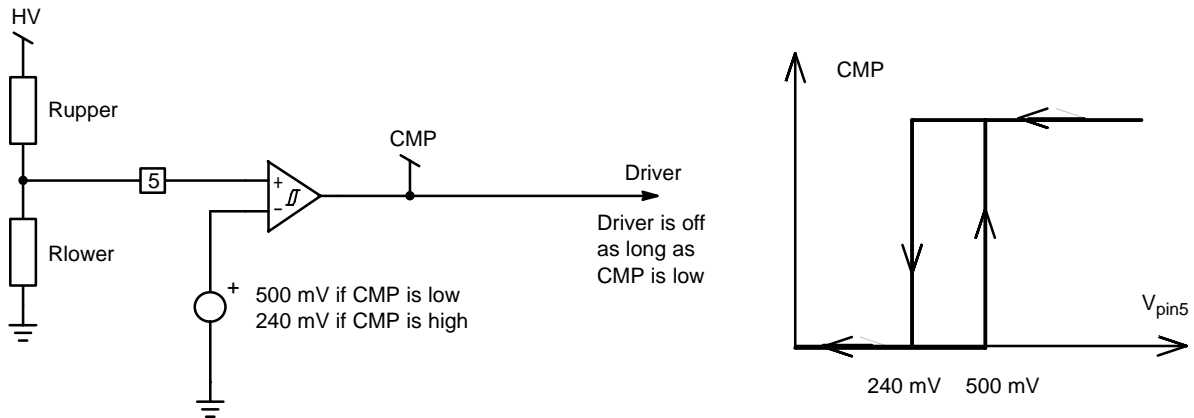 HV
Rupper
5
Rlower
+
−
+
500 mV if CMP is low
240 mV if CMP is high
CMP
Driver
Driver is off
as long as
CMP is low
CMP
Vpin5
240 mV
500 mV